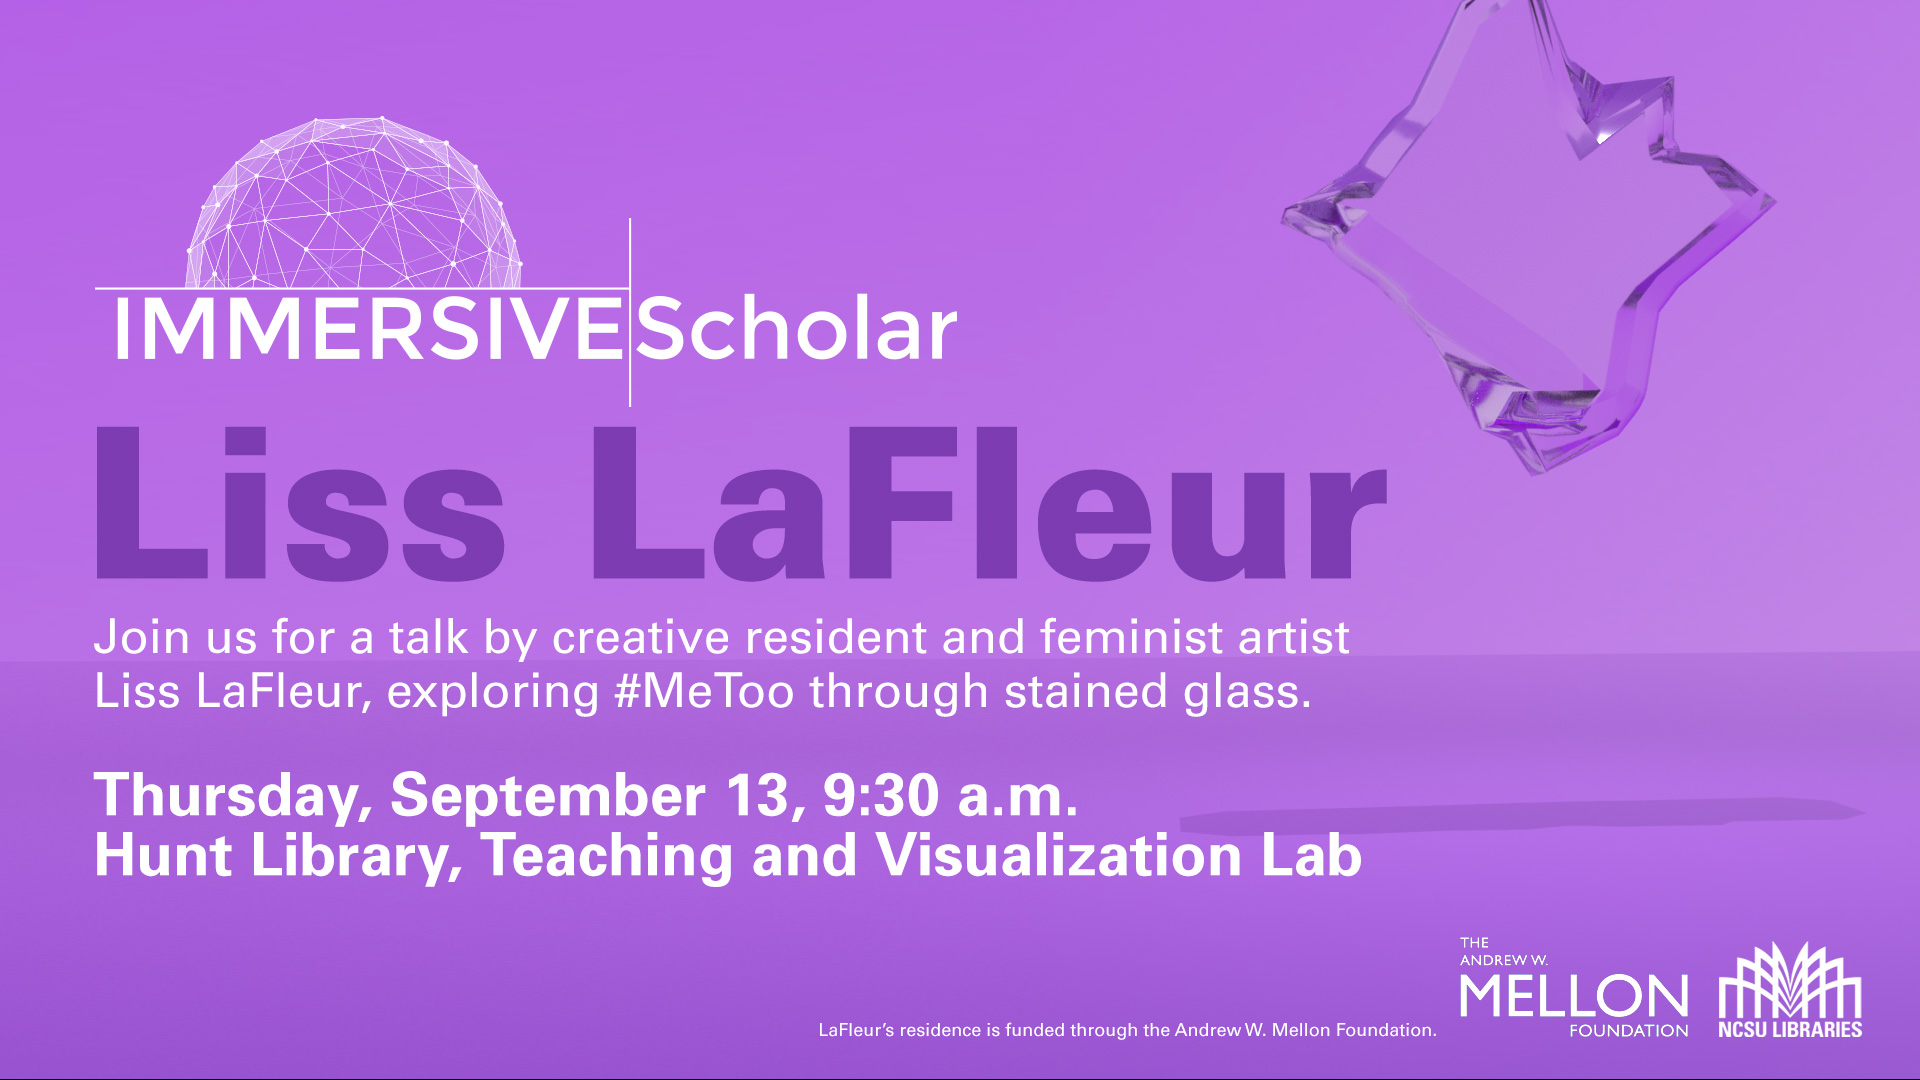 IMMERSIVE Scholar
Liss LaFleur
Join us for a talk by creative resident and feminist artist
Liss LaFleur, exploring #MeToo through stained glass.
Thursday, September 13, 9:30 a.m.
Hunt Library, Teaching and Visualization Lab
LaFleur’s residence is funded through the Andrew W. Mellon Foundation.
THE
ANDREW W.
MELLON
FOUNDATION
NCSU LIBRARIES